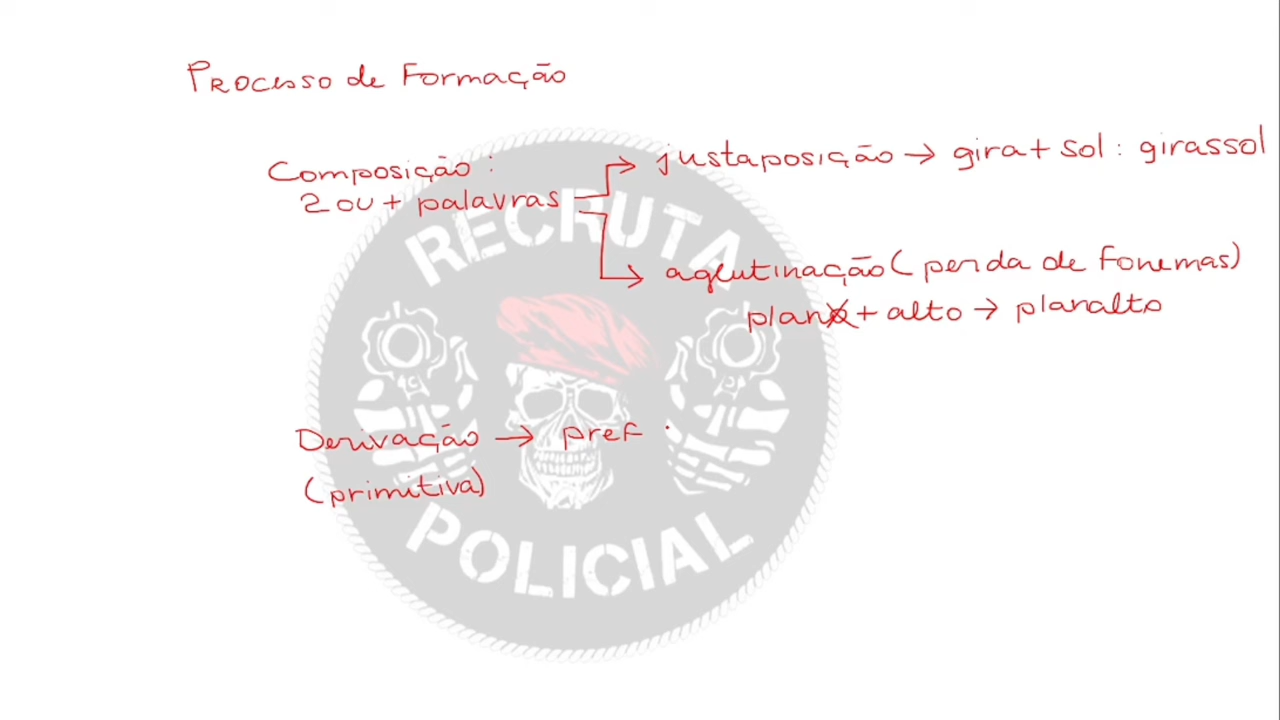 Processo de Formação
Composição:
2 ou + palavras
justaposição → gira + sol: girassol
aglutinação (perda de fonemas)
plano + alto → planalto
RECRUTA
Derivação → pref
(primitiva)
POLICIAL